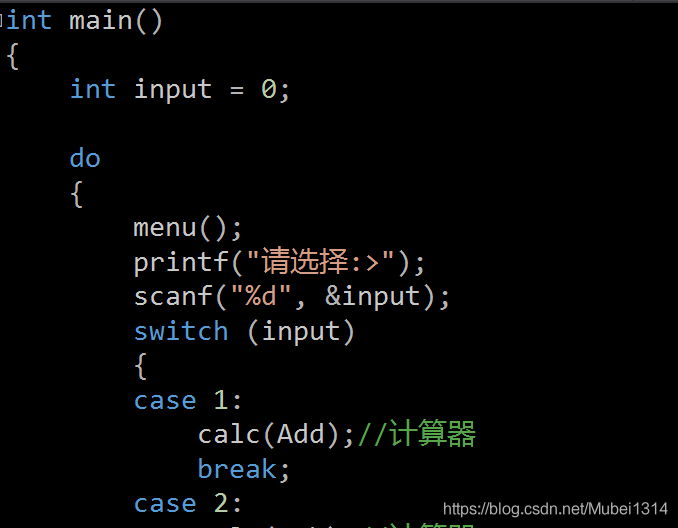 int main()
{
    int input = 0;

    do
    {
        menu();
        printf("请选择:>");
        scanf("%d", &input);
        switch (input)
        {
        case 1:
            calc(Add);//计算器
            break;
        case 2:
https://blog.csdn.net/Mubei1314